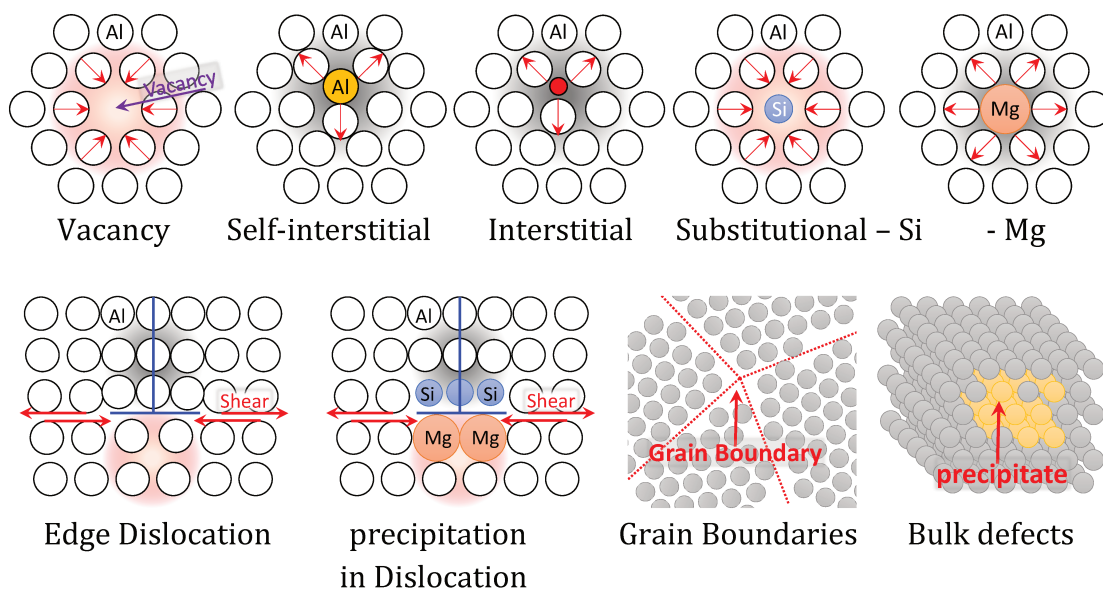 Al
Vacancy
Al
Al
Al
Si
Al
Mg
Vacancy
Self-interstitial
Interstitial
Substitutional – Si
- Mg
Al
Shear
Al
Si
Si
Shear
Mg
Mg
Grain Boundary
precipitate
Edge Dislocation
precipitation
in Dislocation
Grain Boundaries
Bulk defects